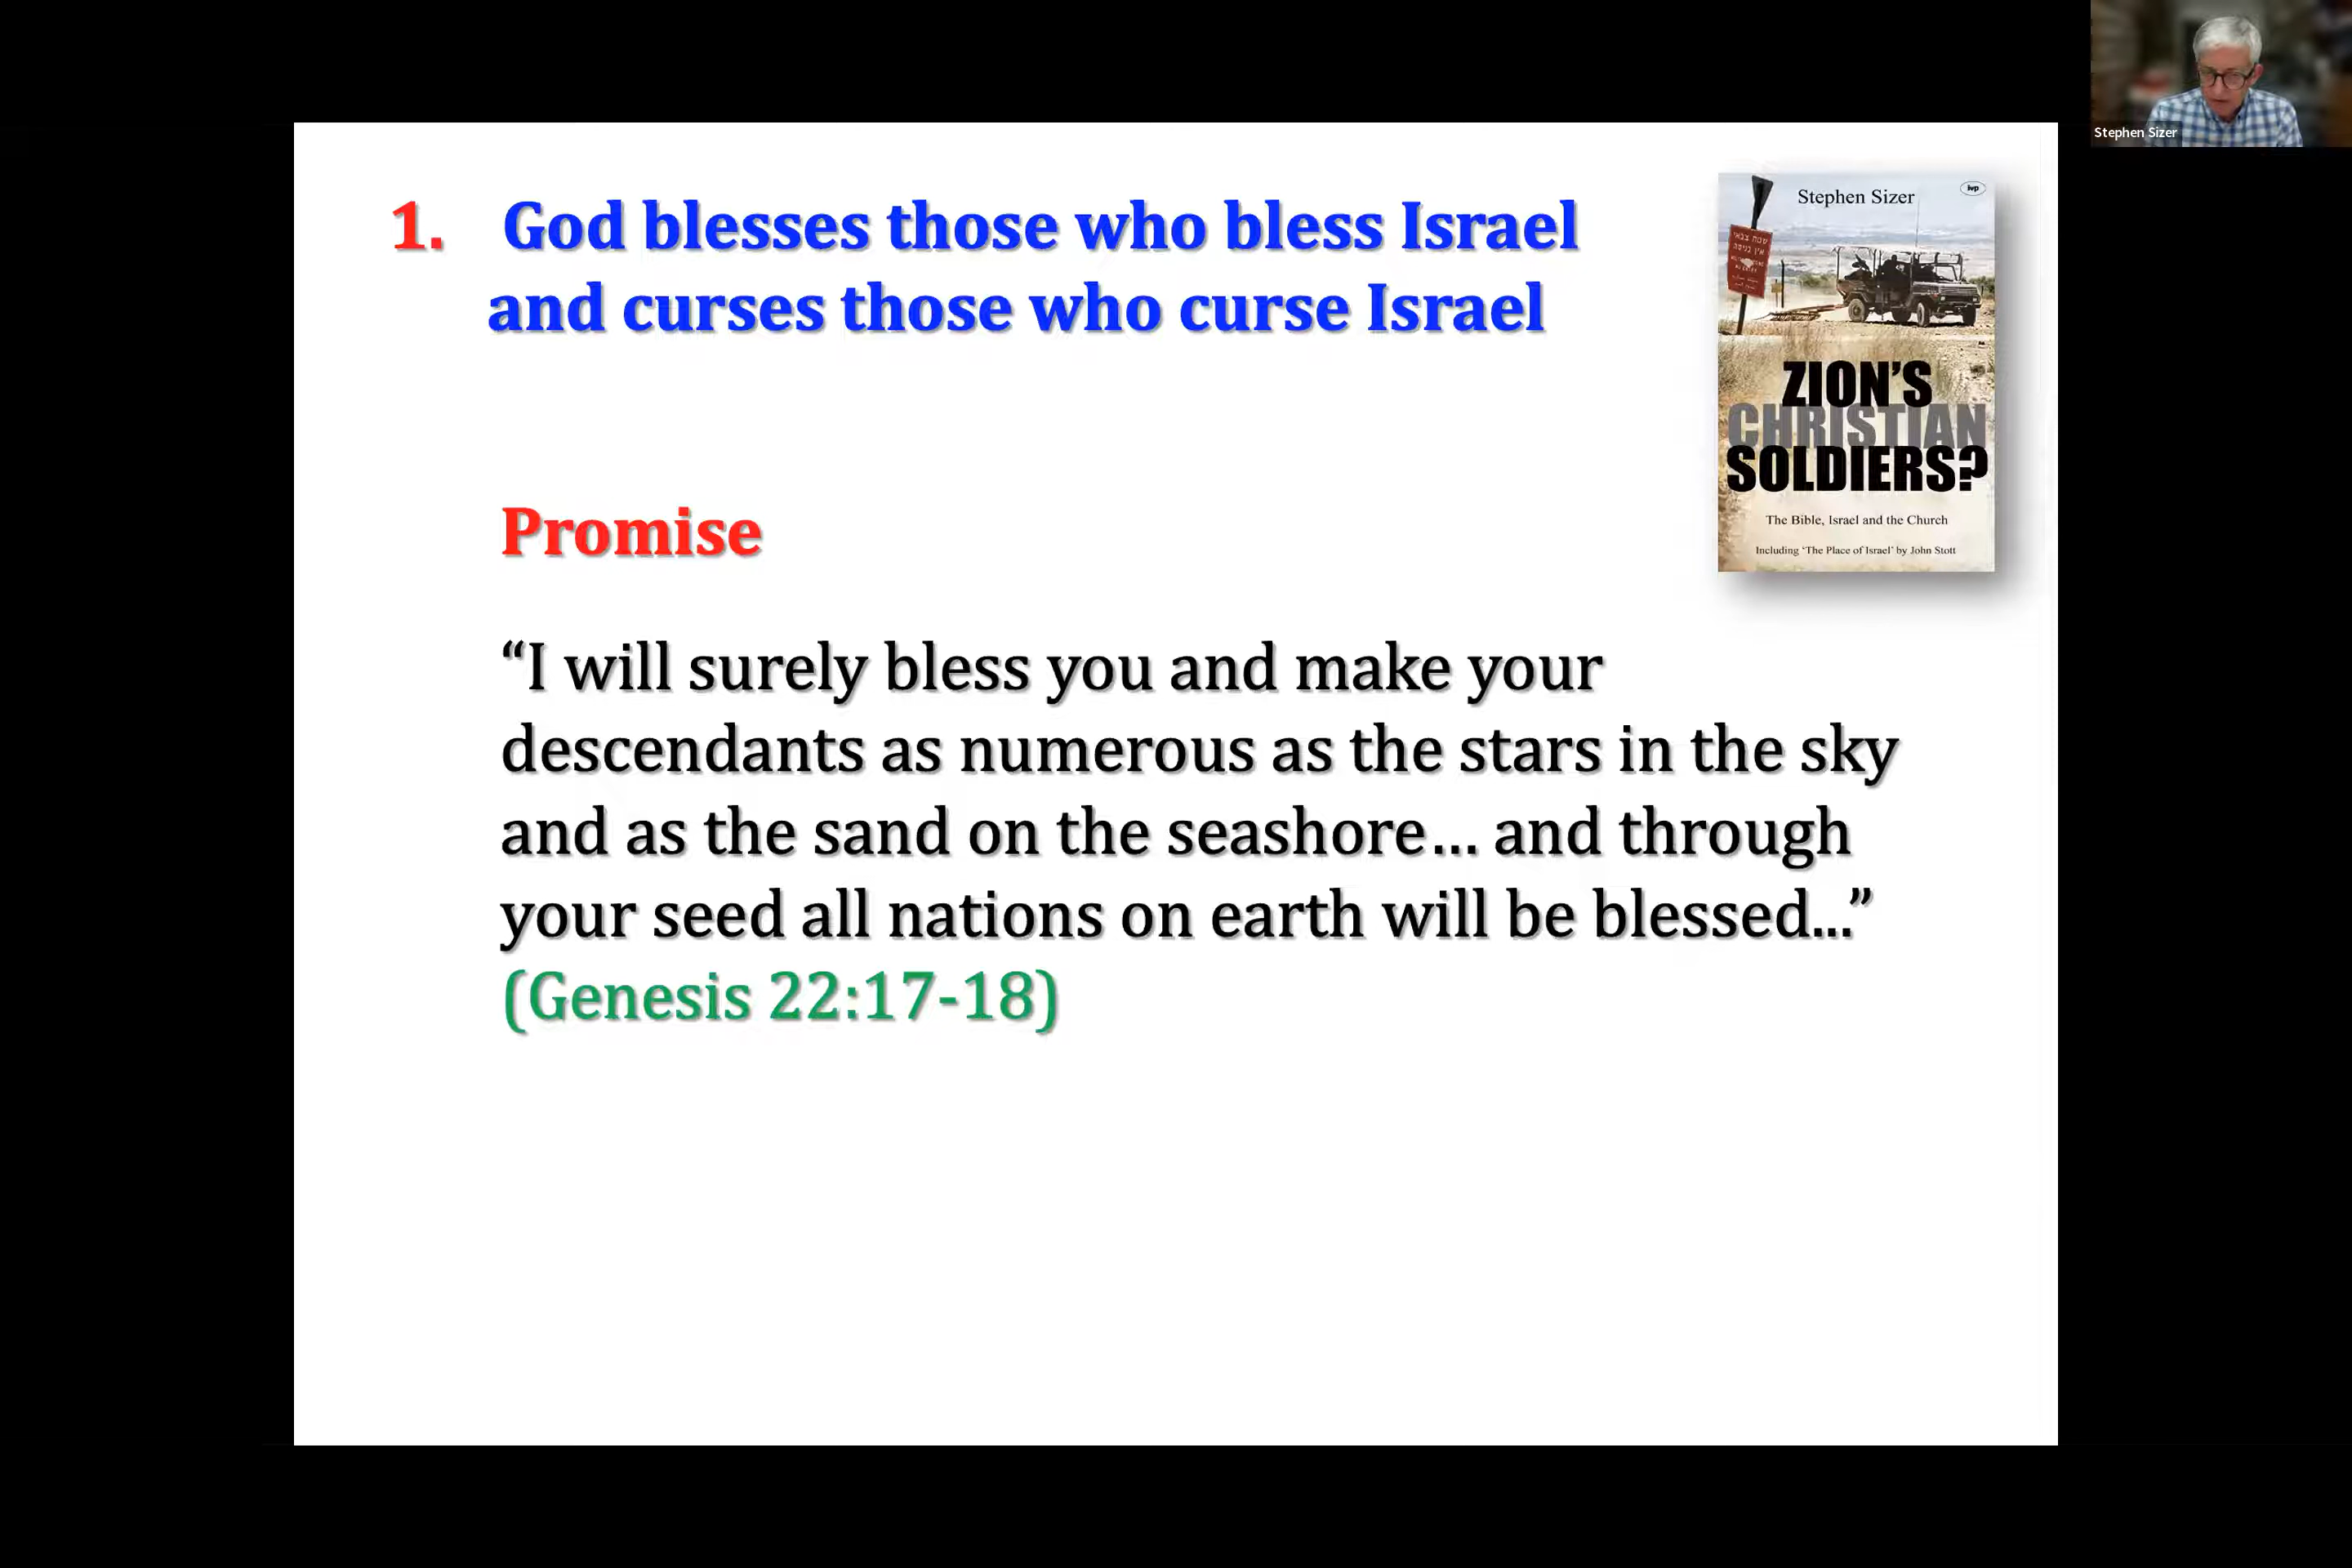 Stephen Sizer
1. God blesses those who bless Israel
and curses those who curse Israel
Stephen Sizer
ivp
ZION'S
CHRISTIAN
SOLDIERS?
The Bible, Israel and the Church
Including 'The Place of Israel' by John Stott
Promise
“I will surely bless you and make your
descendants as numerous as the stars in the sky
and as the sand on the seashore... and through
your seed all nations on earth will be blessed...”
(Genesis 22:17-18)